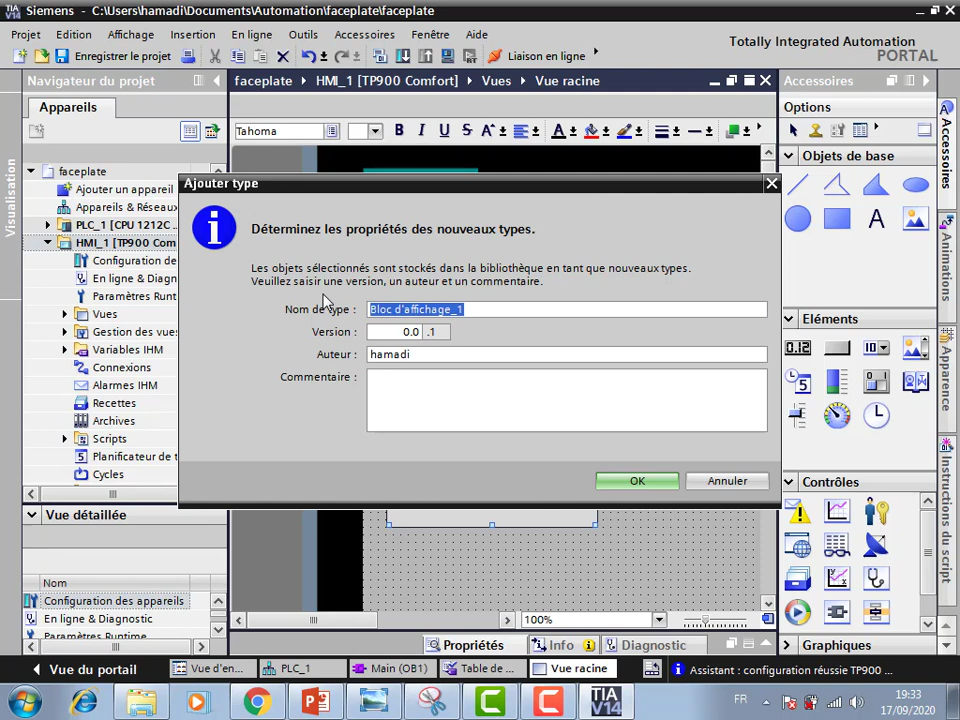 TIA V14 Siemens - C:\Users\hamadi\Documents\Automation\faceplate\faceplate
Projet Edition Affichage Insertion En ligne Outils Accessoires Fenêtre Aide
Enregistrer le projet
Liaison en ligne
Totally Integrated Automation
PORTAL
Navigateur du projet
faceplate HMI_1 [TP900 Comfort] Vues Vue racine
Accessoires
Appareils
Options
Tahoma
B I U S A A
Objets de base
A
faceplate
Ajouter un appareil
Appareils & Réseaux
PLC_1 [CPU 1212C
HMI_1 [TP900 Com
Configuration de
En ligne & Diagn
Paramètres Runt
Vues
Gestion des vues
Variables IHM
Connexions
Alarmes IHM
Recettes
Archives
Scripts
Planificateur de t
Cycles
Ajouter type
Déterminez les propriétés des nouveaux types.
Les objets sélectionnés sont stockés dans la bibliothèque en tant que nouveaux types.
Veuillez saisir une version, un auteur et un commentaire.
Nom de type : Bloc d'affichage_1
Version : 0.0 .1
Auteur : hamadi
Commentaire :
OK Annuler
Eléments
0.12
10
5
Contrôles
Graphiques
Visualisation
Accessoires
Animations
Apparence
Instructions du script
Vue détaillée
Nom
Configuration des appareils
En ligne & Diagnostic
Paramètres Runtime
100%
Propriétés Info Diagnostic
Vue du portail Vue d'en... PLC_1 Main (OB1) Table de ... Vue racine Assistant : configuration réussie TP900 ...
FR
19:33
17/09/2020